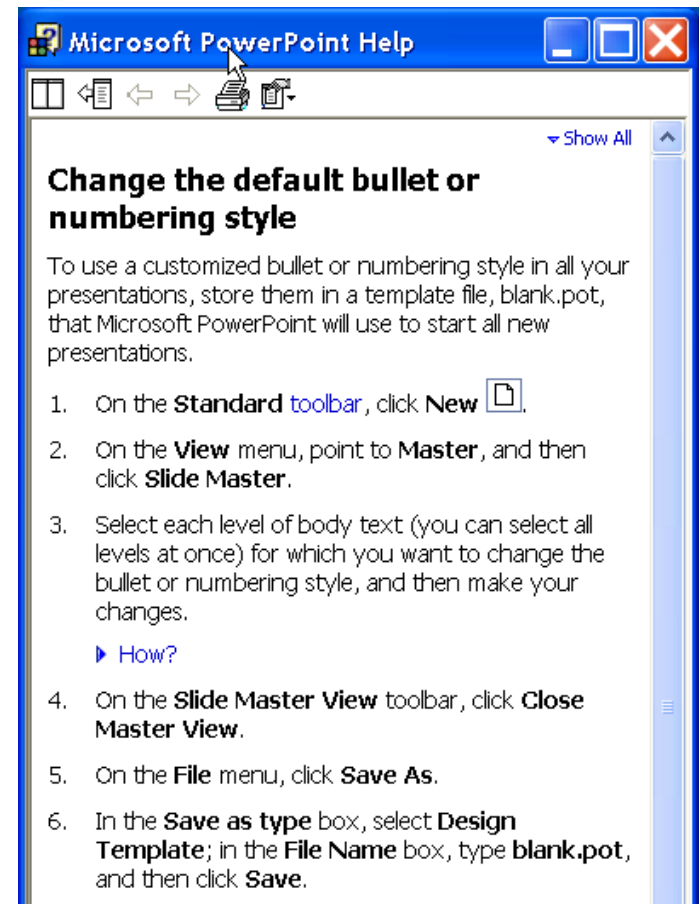 Microsoft PowerPoint Help
Show All
Change the default bullet or
numbering style
To use a customized bullet or numbering style in all your
presentations, store them in a template file, blank.pot,
that Microsoft PowerPoint will use to start all new
presentations.
1. On the Standard toolbar, click New .
2. On the View menu, point to Master, and then
click Slide Master.
3. Select each level of body text (you can select all
levels at once) for which you want to change the
bullet or numbering style, and then make your
changes.
How?
4. On the Slide Master View toolbar, click Close
Master View.
5. On the File menu, click Save As.
6. In the Save as type box, select Design
Template; in the File Name box, type blank.pot,
and then click Save.